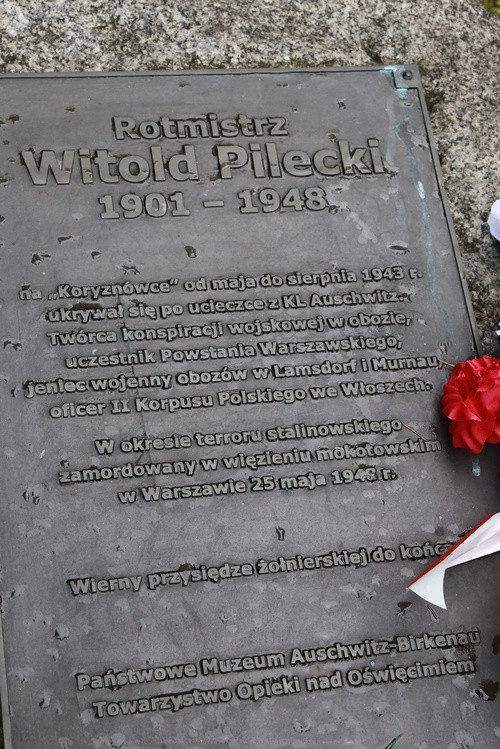 Rotmistrz
Witold Pilecki
1901 – 1948
na „Koryznówce" od maja do sierpnia 1943 r.
ukrywał się po ucieczce z KL Auschwitz.
Twórca konspiracji wojskowej w obozie,
uczestnik Powstania Warszawskiego,
jeniec wojenny obozów w Lamsdorf i Murnau,
oficer II Korpusu Polskiego we Włoszech.
W okresie terroru stalinowskiego
zamordowany w więzieniu mokotowskim
w Warszawie 25 maja 1948 r.
Wierny przysiędze żołnierskiej do końca
Państwowe Muzeum Auschwitz-Birkenau
Towarzystwo Opieki nad Oświęcimiem